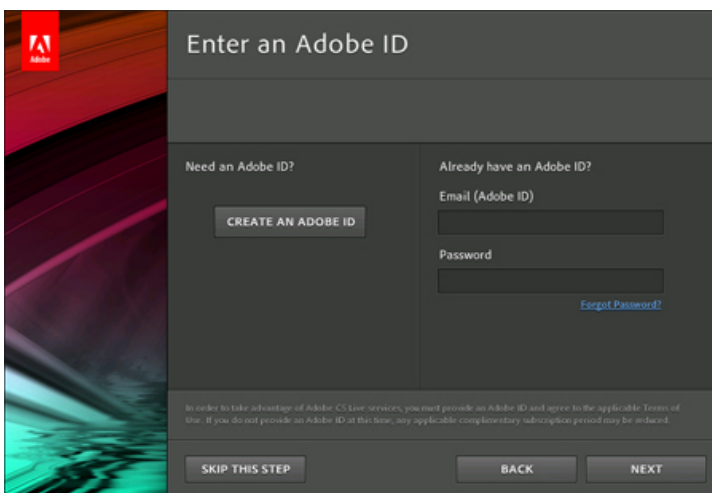 Adobe
Enter an Adobe ID
Need an Adobe ID?
CREATE AN ADOBE ID
Already have an Adobe ID?
Email (Adobe ID)
Password
Forgot Password?
In order to take advantage of Adobe CS Live services, you must provide an Adobe ID and agree to the applicable Terms of
Use. If you do not provide an Adobe ID at this time, any applicable complementary subscription period may be reduced.
SKIP THIS STEP
BACK
NEXT